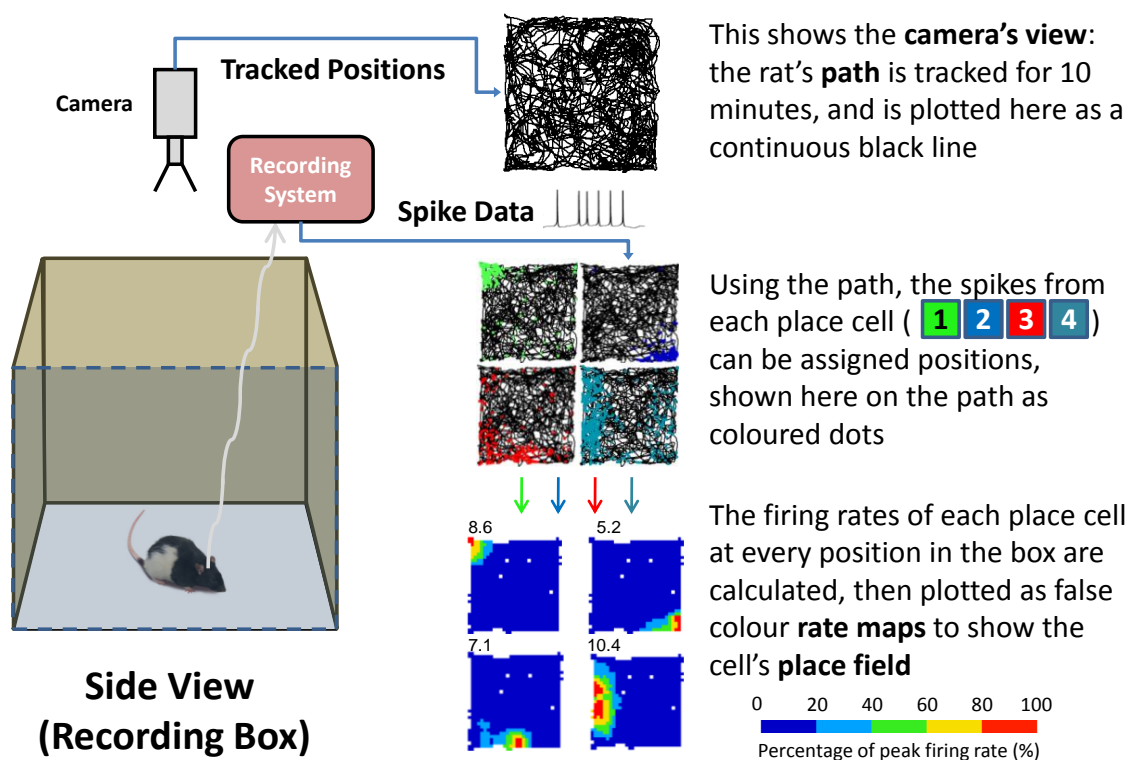 Camera
Tracked Positions
Recording
System
Spike Data
This shows the camera's view:
the rat's path is tracked for 10
minutes, and is plotted here as a
continuous black line
Using the path, the spikes from
each place cell ( 1 2 3 4 )
can be assigned positions,
shown here on the path as
coloured dots
8.6
5.2
7.1
10.4
The firing rates of each place cell
at every position in the box are
calculated, then plotted as false
colour rate maps to show the
cell's place field
0 20 40 60 80 100
Percentage of peak firing rate (%)
Side View
(Recording Box)